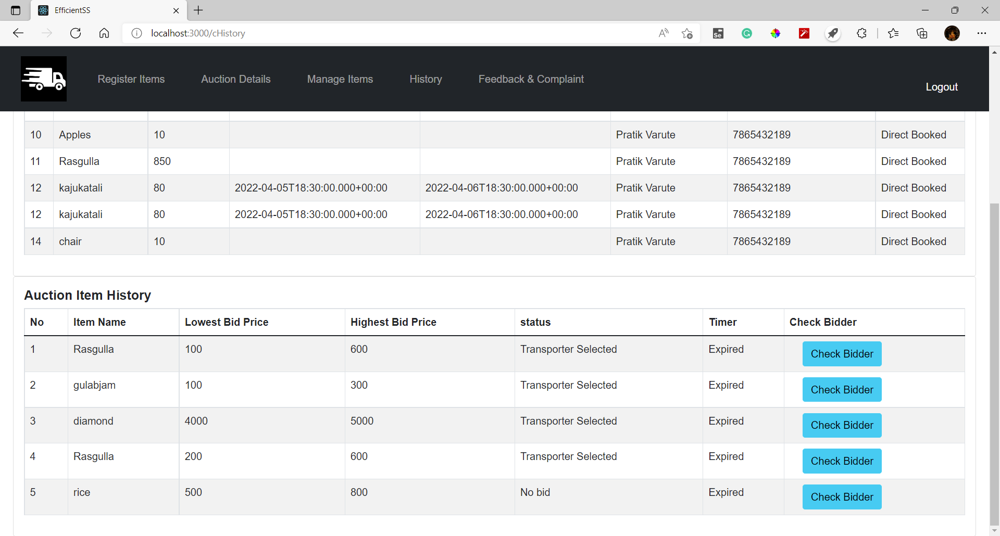 EfficientSS
localhost:3000/cHistory
Register Items Auction Details Manage Items History Feedback & Complaint
Logout
10 Apples 10 Pratik Varute 7865432189 Direct Booked
11 Rasgulla 850 Pratik Varute 7865432189 Direct Booked
12 kajukatali 80 2022-04-05T18:30:00.000+00:00 2022-04-06T18:30:00.000+00:00 Pratik Varute 7865432189 Direct Booked
12 kajukatali 80 2022-04-05T18:30:00.000+00:00 2022-04-06T18:30:00.000+00:00 Pratik Varute 7865432189 Direct Booked
14 chair 10 Pratik Varute 7865432189 Direct Booked
Auction Item History
No Item Name Lowest Bid Price Highest Bid Price status Timer Check Bidder
1 Rasgulla 100 600 Transporter Selected Expired Check Bidder
2 gulabjam 100 300 Transporter Selected Expired Check Bidder
3 diamond 4000 5000 Transporter Selected Expired Check Bidder
4 Rasgulla 200 600 Transporter Selected Expired Check Bidder
5 rice 500 800 No bid Expired Check Bidder